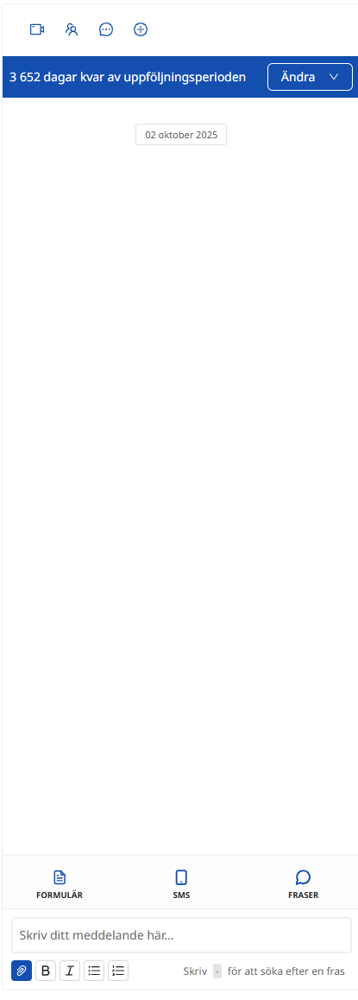 3 652 dagar kvar av uppföljningsperioden
Ändra
02 oktober 2025
FORMULÄR
SMS
FRASER
Skriv ditt meddelande här...
B
I
Skriv - för att söka efter en fras